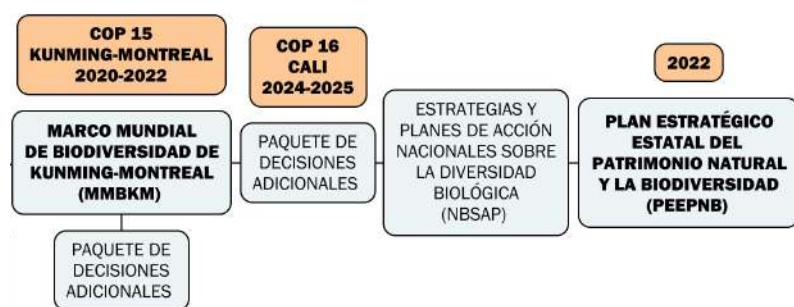 COP 15
KUNMING-MONTREAL
2020-2022
COP 16
CALI
2024-2025
2022
MARCO MUNDIAL
DE BIODIVERSIDAD DE
KUNMING-MONTREAL
(MMBKM)
PAQUETE DE
DECISIONES
ADICIONALES
PAQUETE DE
DECISIONES
ADICIONALES
ESTRATEGIAS Y
PLANES DE ACCIÓN
NACIONALES SOBRE
LA DIVERSIDAD
BIOLÓGICA
(NBSAP)
PLAN ESTRATÉGICO
ESTATAL DEL
PATRIMONIO NATURAL
Y LA BIODIVERSIDAD
(PEEPNB)